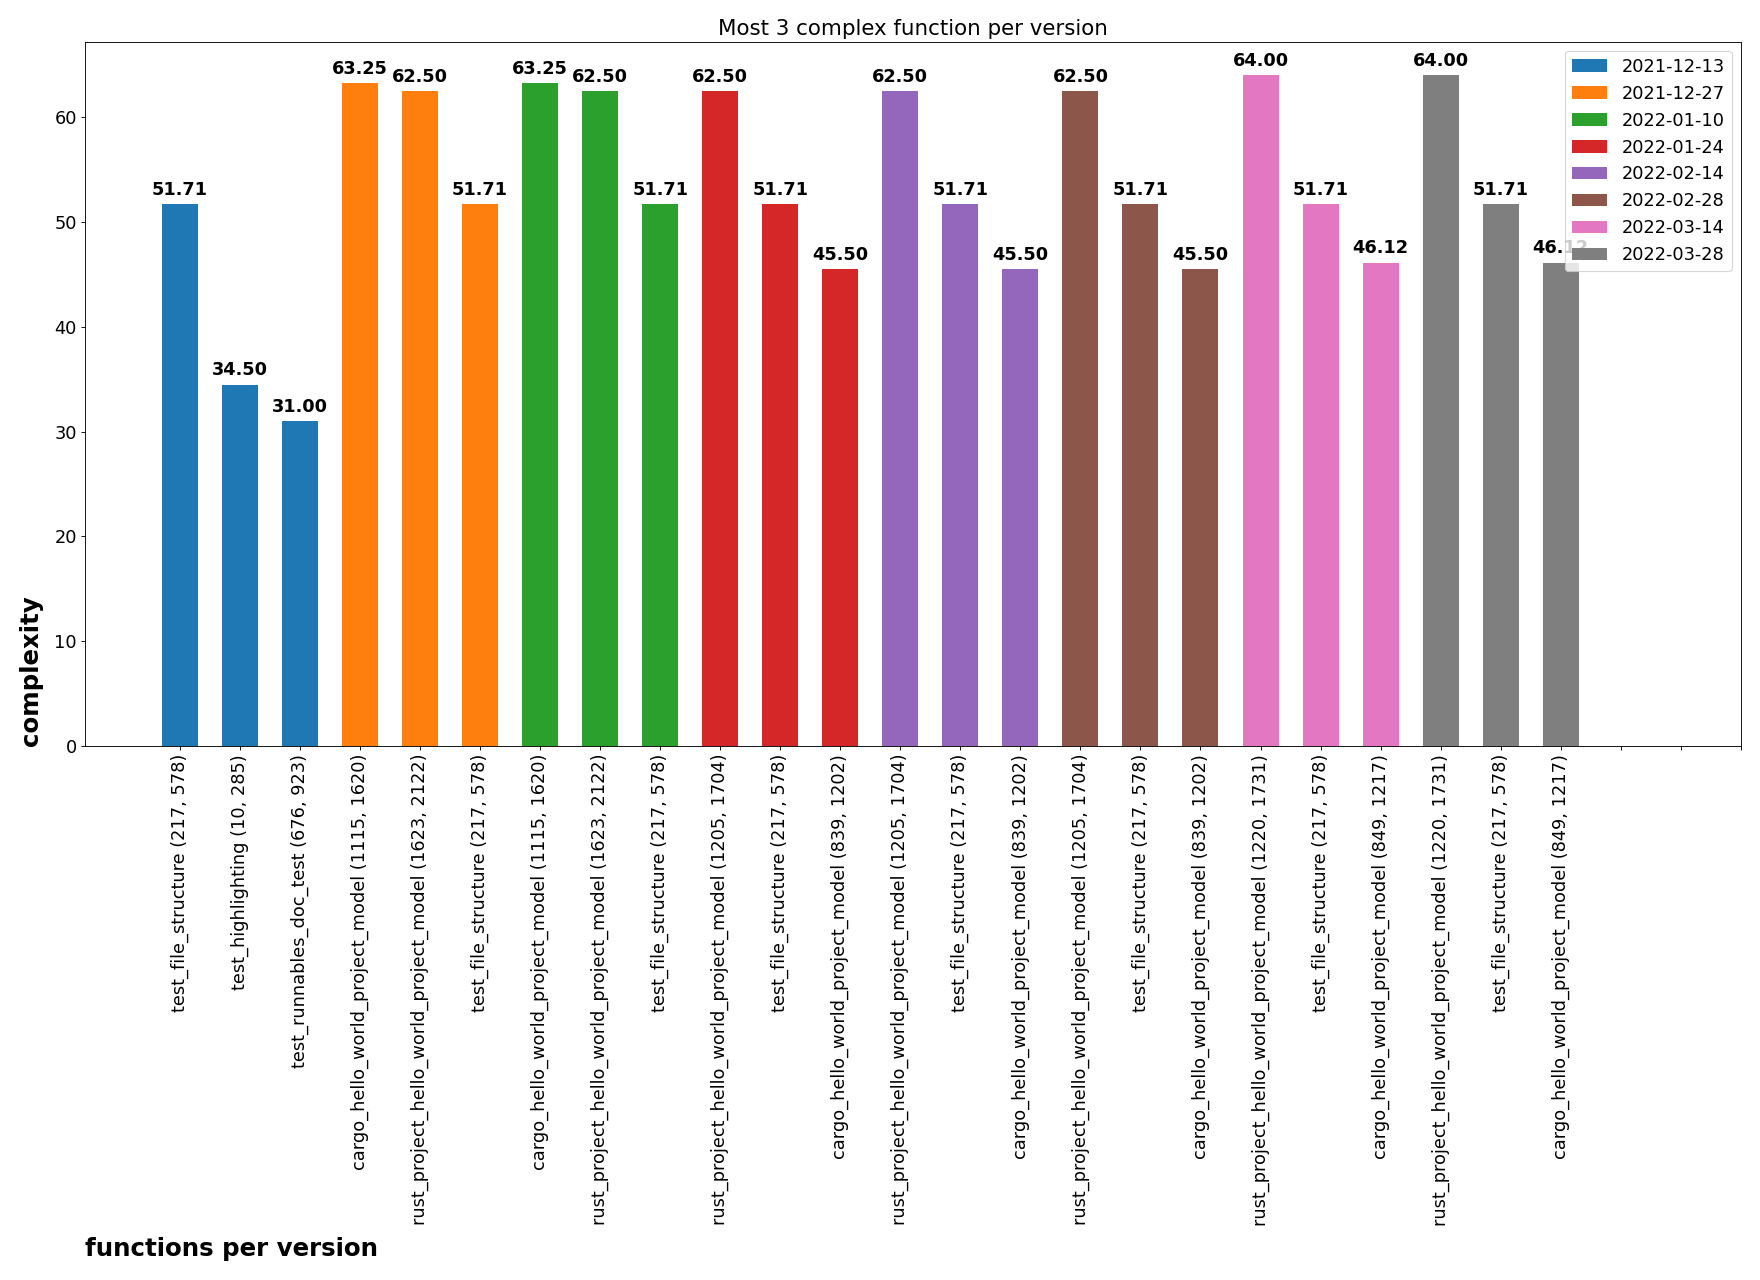 Most 3 complex function per version
63.25
62.50
63.25
62.50
62.50
62.50
62.50
64.00
64.00
51.71
51.71
51.71
51.71
51.71
51.71
51.71
51.71
34.50
31.00
45.50
45.50
45.50
46.12
46.12
2021-12-13
2021-12-27
2022-01-10
2022-01-24
2022-02-14
2022-02-28
2022-03-14
2022-03-28
60
50
40
30
20
10
0
complexity
test_file_structure (217, 578)
test_highlighting (10, 285)
test_runnables_doc_test (676, 923)
cargo_hello_world_project_model (1115, 1620)
rust_project_hello_world_project_model (1623, 2122)
test_file_structure (217, 578)
cargo_hello_world_project_model (1115, 1620)
rust_project_hello_world_project_model (1623, 2122)
test_file_structure (217, 578)
rust_project_hello_world_project_model (1205, 1704)
test_file_structure (217, 578)
cargo_hello_world_project_model (839, 1202)
rust_project_hello_world_project_model (1205, 1704)
test_file_structure (217, 578)
cargo_hello_world_project_model (839, 1202)
rust_project_hello_world_project_model (1205, 1704)
test_file_structure (217, 578)
cargo_hello_world_project_model (839, 1202)
rust_project_hello_world_project_model (1220, 1731)
test_file_structure (217, 578)
cargo_hello_world_project_model (849, 1217)
rust_project_hello_world_project_model (1220, 1731)
test_file_structure (217, 578)
cargo_hello_world_project_model (849, 1217)
functions per version